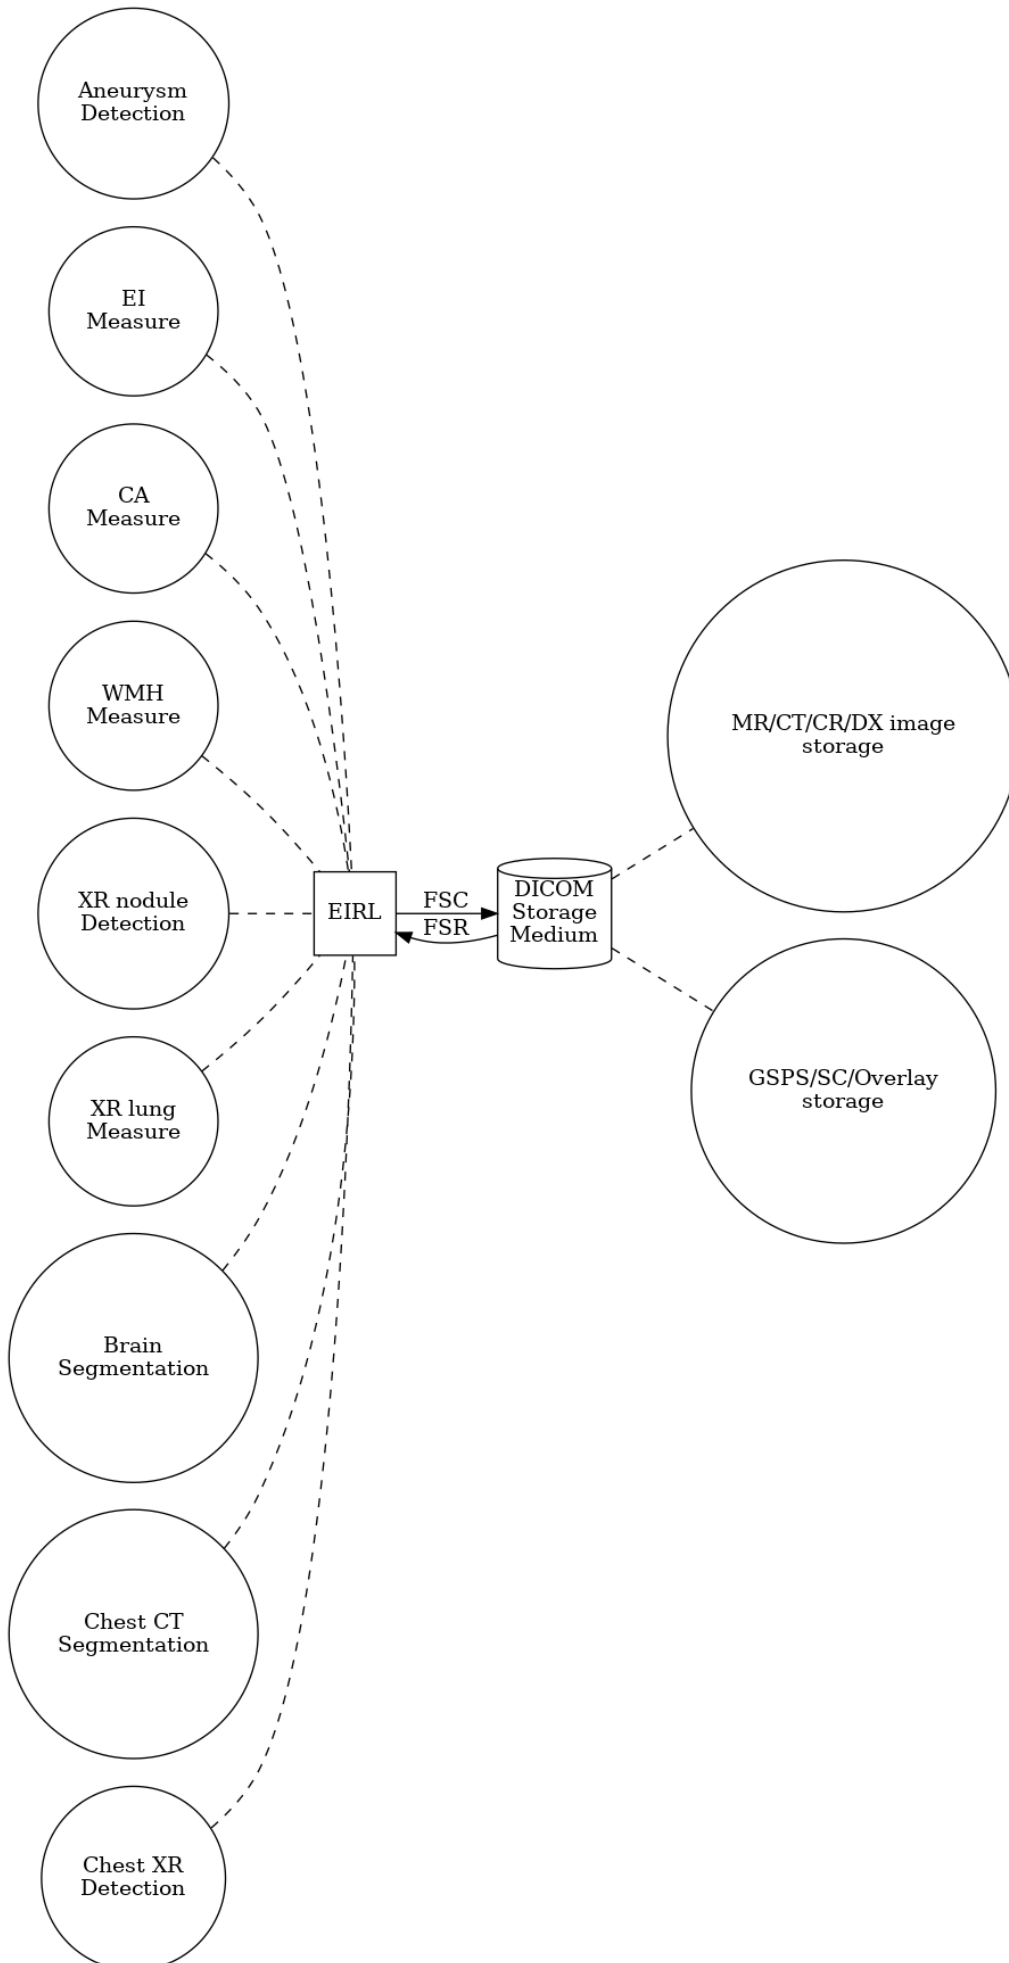 Aneurysm
Detection
EI
Measure
CA
Measure
WMH
Measure
XR nodule
Detection
XR lung
Measure
Brain
Segmentation
Chest CT
Segmentation
Chest XR
Detection
EIRL
FSC
FSR
DICOM
Storage
Medium
MR/CT/CR/DX image
storage
GSPS/SC/Overlay
storage